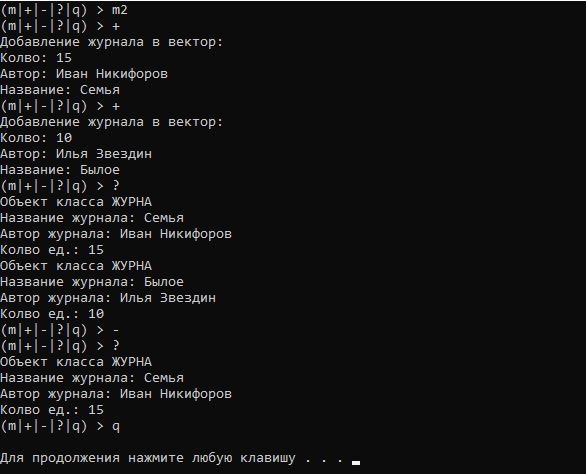 (m|+|-|?|q) > m2
(m|+|-|?|q) > +
Добавление журнала в вектор:
Колво: 15
Автор: Иван Никифоров
Название: Семья
(m|+|-|?|q) > +
Добавление журнала в вектор:
Колво: 10
Автор: Илья Звездин
Название: Былое
(m|+|-|?|q) > ?
Объект класса ЖУРНА
Название журнала: Семья
Автор журнала: Иван Никифоров
Колво ед.: 15
Объект класса ЖУРНА
Название журнала: Былое
Автор журнала: Илья Звездин
Колво ед.: 10
(m|+|-|?|q) > -
(m|+|-|?|q) > ?
Объект класса ЖУРНА
Название журнала: Семья
Автор журнала: Иван Никифоров
Колво ед.: 15
(m|+|-|?|q) > q
Для продолжения нажмите любую клавишу . . .